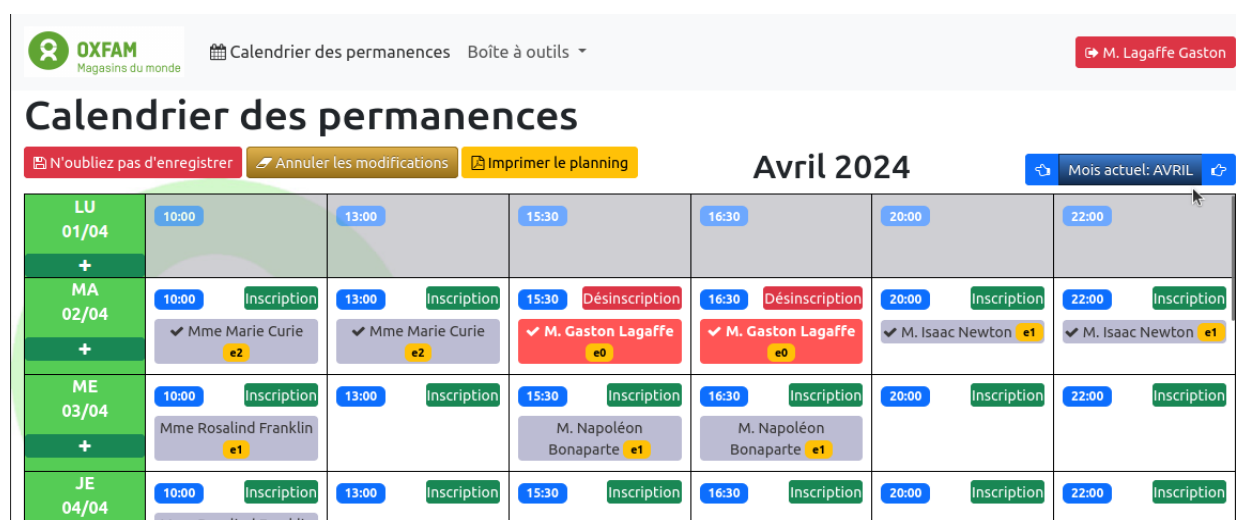 OXFAM
Magasins du monde
Calendrier des permanences Boîte à outils
M. Lagaffe Gaston
Calendrier des permanences
N'oubliez pas d'enregistrer Annuler les modifications Imprimer le planning
Avril 2024
Mois actuel: AVRIL
LU 10:00 13:00 15:30 16:30 20:00 22:00
01/04
+
MA
02/04
+
10:00 Inscription 13:00 Inscription 15:30 Désinscription 16:30 Désinscription 20:00 Inscription 22:00 Inscription
✔ Mme Marie Curie ✔ Mme Marie Curie ✔ M. Gaston Lagaffe ✔ M. Gaston Lagaffe ✔ M. Isaac Newton e1 ✔ M. Isaac Newton e1
e2 e2 e0 e0
ME
03/04
+
10:00 Inscription 13:00 Inscription 15:30 Inscription 16:30 Inscription 20:00 Inscription 22:00 Inscription
Mme Rosalind Franklin M. Napoléon M. Napoléon
e1 Bonaparte e1 Bonaparte e1
JE
04/04
10:00 Inscription 13:00 Inscription 15:30 Inscription 16:30 Inscription 20:00 Inscription 22:00 Inscription